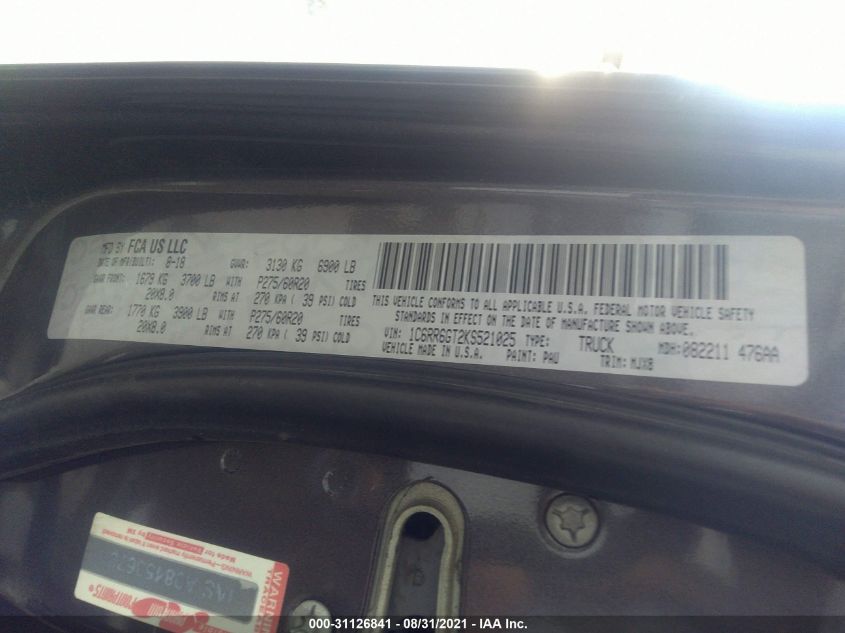 MFD BY FCA US LLC
DATE OF MFR(BUILT): 8-18 GVWR: 3130 KG 6900 LB
GAWR FRONT: 1679 KG 3700 LB WITH P275/60R20 TIRES
20X8.0 RIMS AT 270 KPA ( 39 PSI) COLD
GAWR REAR: 1770 KG 3900 LB WITH P275/60R20 TIRES
20X8.0 RIMS AT 270 KPA ( 39 PSI) COLD
THIS VEHICLE CONFORMS TO ALL APPLICABLE U.S.A. FEDERAL MOTOR VEHICLE SAFETY
STANDARDS IN EFFECT ON THE DATE OF MANUFACTURE SHOWN ABOVE.
VIN: 1C6RR6GT2KS521025 TYPE: TRUCK MDH: 082211 476AA
VEHICLE MADE IN U.S.A. PAINT: PAU TRIM: MJX8
WARNING
000-31126841 - 08/31/2021 - IAA Inc.